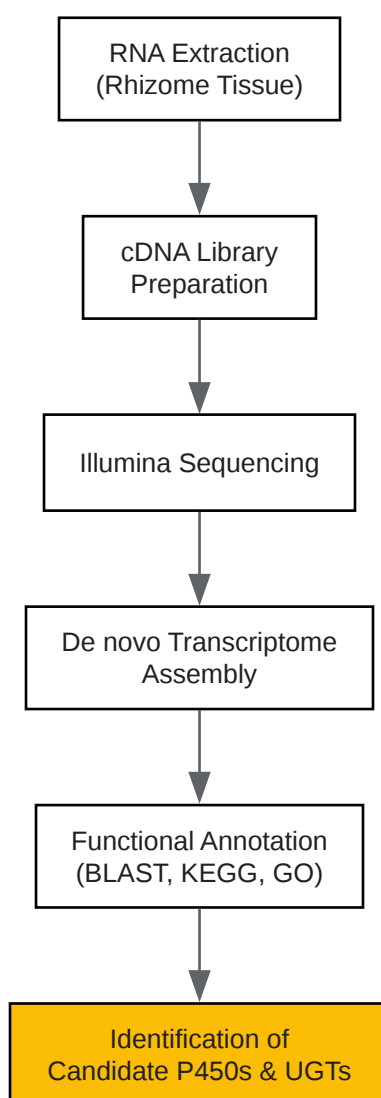 RNA Extraction
(Rhizome Tissue)
cDNA Library
Preparation
Illumina Sequencing
De novo Transcriptome
Assembly
Functional Annotation
(BLAST, KEGG, GO)
Identification of
Candidate P450s & UGTs